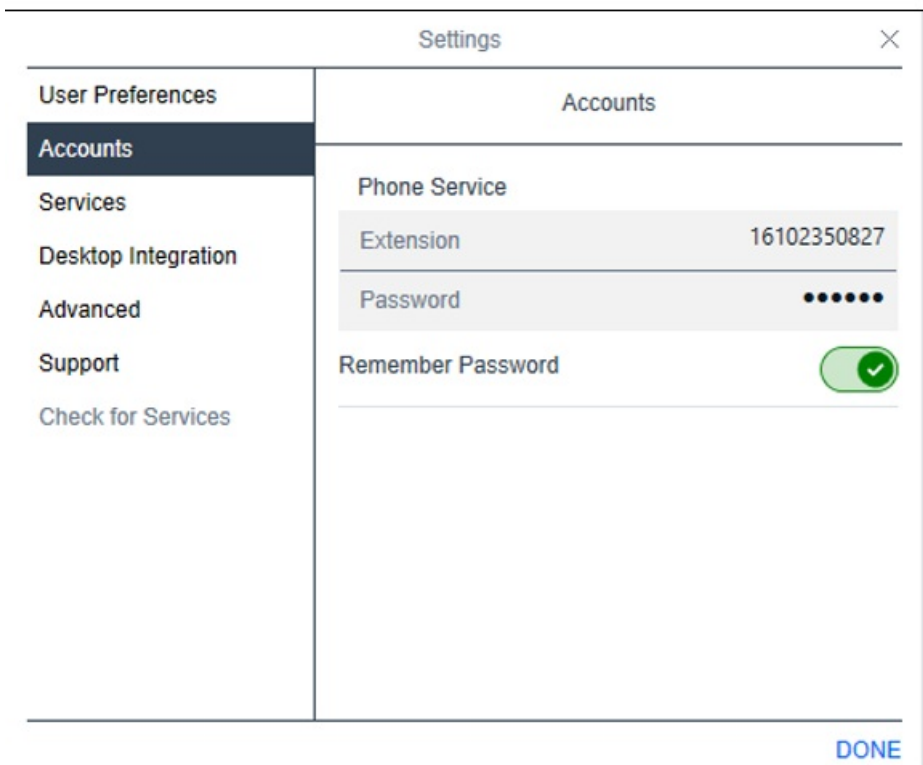 Settings
User Preferences
Accounts
Services
Desktop Integration
Advanced
Support
Check for Services
Accounts
Phone Service
Extension 16102350827
Password ••••••
Remember Password
DONE